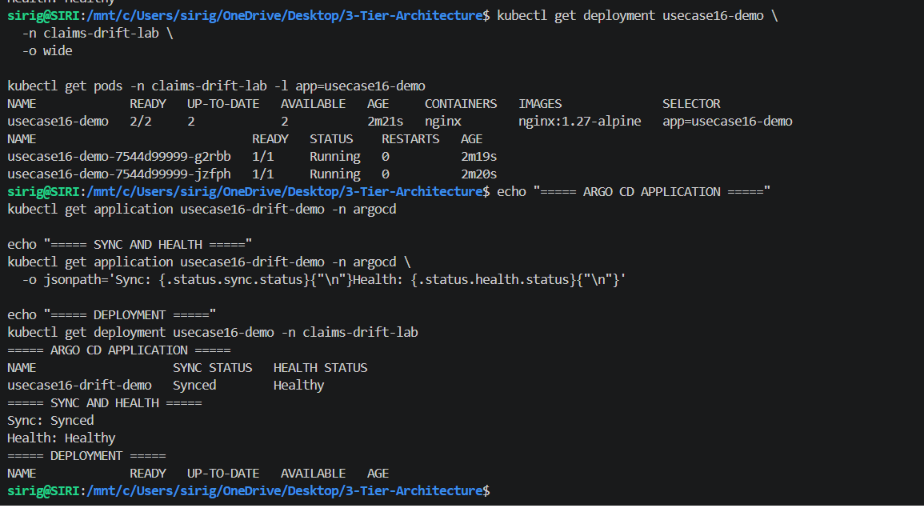 health: Healthy
sirig@SIRI:/mnt/c/Users/sirig/OneDrive/Desktop/3-Tier-Architecture$ kubectl get deployment usecase16-demo \
  -n claims-drift-lab \
  -o wide

kubectl get pods -n claims-drift-lab -l app=usecase16-demo
NAME             READY   UP-TO-DATE   AVAILABLE   AGE     CONTAINERS   IMAGES              SELECTOR
usecase16-demo   2/2     2            2           2m21s   nginx        nginx:1.27-alpine   app=usecase16-demo
NAME                              READY   STATUS    RESTARTS   AGE
usecase16-demo-7544d99999-g2rbb   1/1     Running   0          2m19s
usecase16-demo-7544d99999-jzfph   1/1     Running   0          2m20s
sirig@SIRI:/mnt/c/Users/sirig/OneDrive/Desktop/3-Tier-Architecture$ echo "===== ARGO CD APPLICATION ====="
kubectl get application usecase16-drift-demo -n argocd

echo "===== SYNC AND HEALTH ====="
kubectl get application usecase16-drift-demo -n argocd \
  -o jsonpath='Sync: {.status.sync.status}{"\n"}Health: {.status.health.status}{"\n"}'

echo "===== DEPLOYMENT ====="
kubectl get deployment usecase16-demo -n claims-drift-lab
===== ARGO CD APPLICATION =====
NAME                   SYNC STATUS   HEALTH STATUS
usecase16-drift-demo   Synced        Healthy
===== SYNC AND HEALTH =====
Sync: Synced
Health: Healthy
===== DEPLOYMENT =====
NAME             READY   UP-TO-DATE   AVAILABLE   AGE
sirig@SIRI:/mnt/c/Users/sirig/OneDrive/Desktop/3-Tier-Architecture$